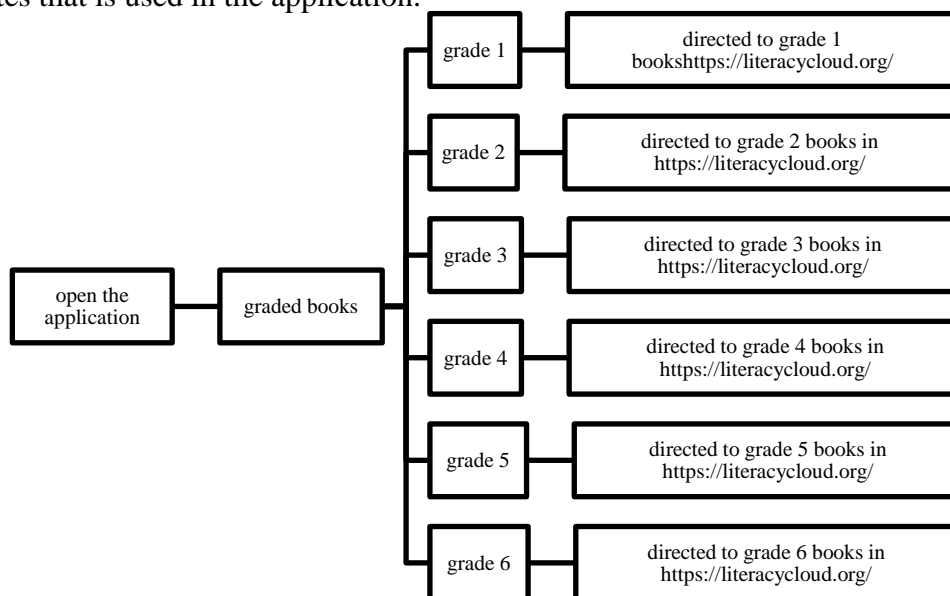 tes that is used in the application.
grade 1
directed to grade 1
bookshttps://literacycloud.org/
grade 2
directed to grade 2 books in
https://literacycloud.org/
grade 3
directed to grade 3 books in
https://literacycloud.org/
open the
application
graded books
grade 4
directed to grade 4 books in
https://literacycloud.org/
grade 5
directed to grade 5 books in
https://literacycloud.org/
grade 6
directed to grade 6 books in
https://literacycloud.org/